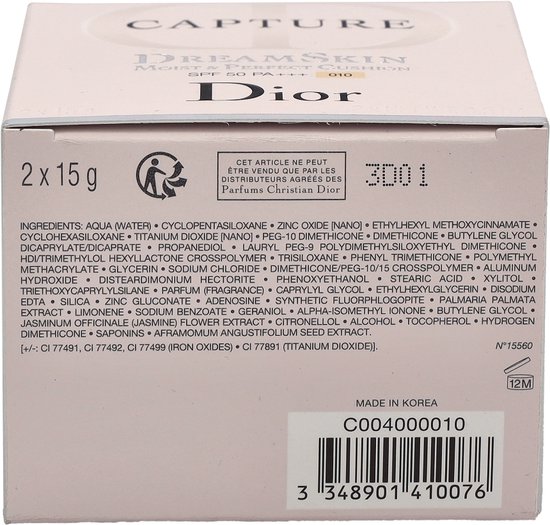 CAPTURE
DREAMSKIN
MOIST & PERFECT CUSHION
SPF 50 PA+++ 010
Dior
2 x 15 g
CET ARTICLE NE PEUT
ÊTRE VENDU QUE PAR LES
DISTRIBUTEURS AGRÉÉS DES
Parfums Christian Dior
3D01
INGREDIENTS: AQUA (WATER) • CYCLOPENTASILOXANE • ZINC OXIDE [NANO] • ETHYLHEXYL METHOXYCINNAMATE •
CYCLOHEXASILOXANE • TITANIUM DIOXIDE [NANO] • PEG-10 DIMETHICONE • DIMETHICONE • BUTYLENE GLYCOL
DICAPRYLATE/DICAPRATE • PROPANEDIOL • LAURYL PEG-9 POLYDIMETHYLSILOXYETHYL DIMETHICONE •
HDI/TRIMETHYLOL HEXYLLACTONE CROSSPOLYMER • TRISILOXANE • PHENYL TRIMETHICONE • POLYMETHYL
METHACRYLATE • GLYCERIN • SODIUM CHLORIDE • DIMETHICONE/PEG-10/15 CROSSPOLYMER • ALUMINUM
HYDROXIDE • DISTEARDIMONIUM HECTORITE • PHENOXYETHANOL • STEARIC ACID • XYLITOL •
TRIETHOXYCAPRYLYLSILANE • PARFUM (FRAGRANCE) • CAPRYLYL GLYCOL • ETHYLHEXYLGLYCERIN • DISODIUM
EDTA • SILICA • ZINC GLUCONATE • ADENOSINE • SYNTHETIC FLUORPHLOGOPITE • PALMARIA PALMATA
EXTRACT • LIMONENE • SODIUM BENZOATE • GERANIOL • ALPHA-ISOMETHYL IONONE • BUTYLENE GLYCOL •
JASMINUM OFFICINALE (JASMINE) FLOWER EXTRACT • CITRONELLOL • ALCOHOL • TOCOPHEROL • HYDROGEN
DIMETHICONE • SAPONINS • AFRAMOMUM ANGUSTIFOLIUM SEED EXTRACT.
[+/-: CI 77491, CI 77492, CI 77499 (IRON OXIDES) • CI 77891 (TITANIUM DIOXIDE)].
N°15560
12M
MADE IN KOREA
C004000010
3 348901 410076